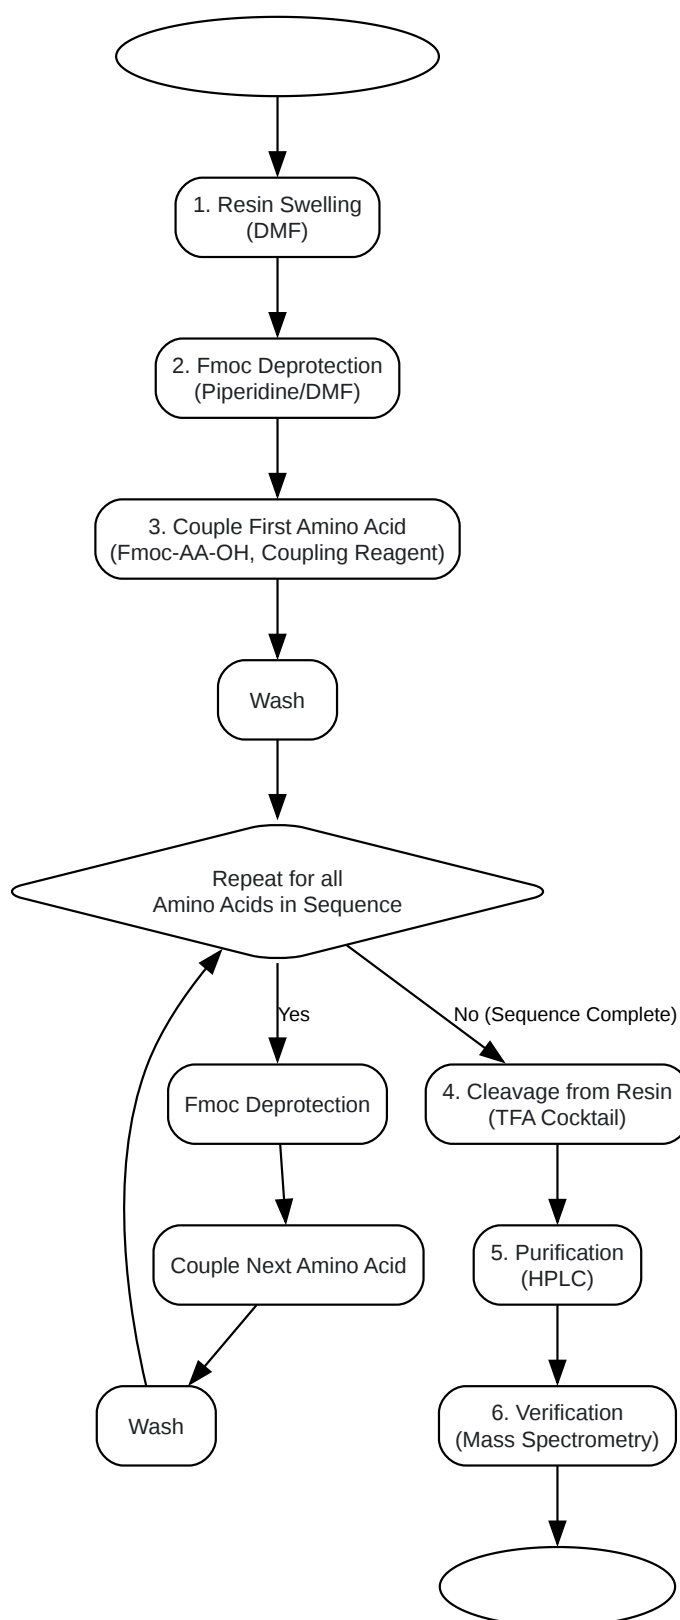 1. Resin Swelling
(DMF)
2. Fmoc Deprotection
(Piperidine/DMF)
3. Couple First Amino Acid
(Fmoc-AA-OH, Coupling Reagent)
Wash
Repeat for all
Amino Acids in Sequence
Yes
No (Sequence Complete)
Fmoc Deprotection
4. Cleavage from Resin
(TFA Cocktail)
Couple Next Amino Acid
5. Purification
(HPLC)
Wash
6. Verification
(Mass Spectrometry)